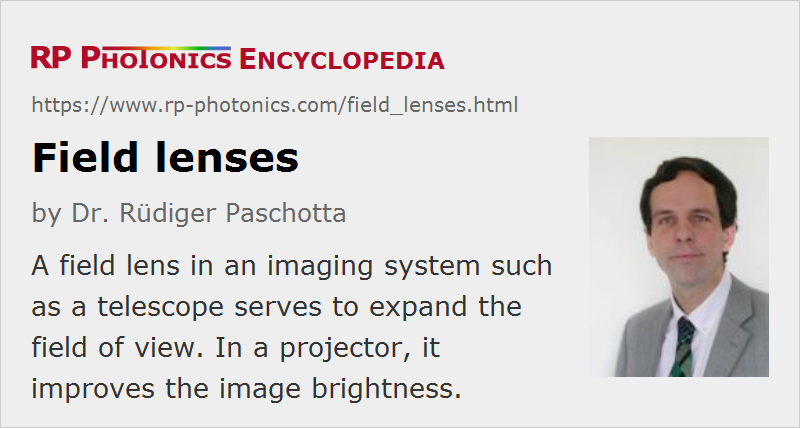 RP PHOTONICS ENCYCLOPEDIA
https://www.rp-photonics.com/field_lenses.html
Field lenses
by Dr. Rüdiger Paschotta
A field lens in an imaging system such
as a telescope serves to expand the
field of view. In a projector, it
improves the image brightness.